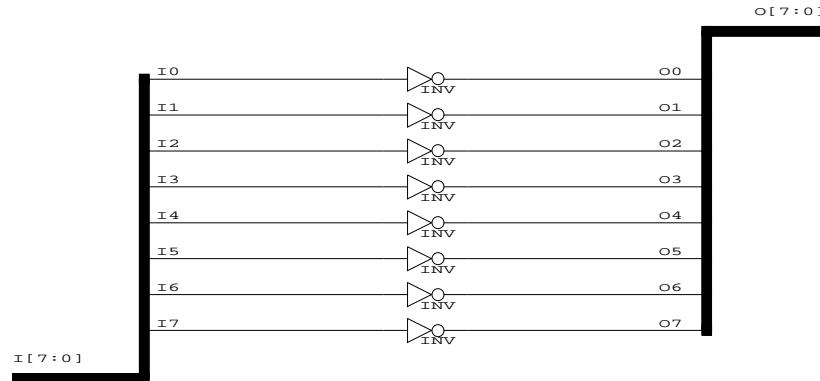 O[7:0]
I0 O0
INV
I1 O1
INV
I2 O2
INV
I3 O3
INV
I4 O4
INV
I5 O5
INV
I6 O6
INV
I7 O7
INV
I[7:0]